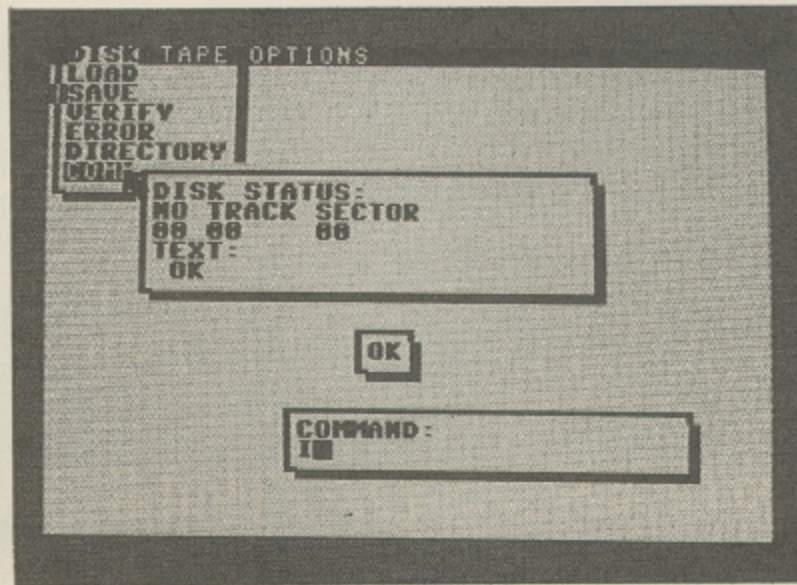 DISK TAPE OPTIONS
LOAD
SAVE
VERIFY
ERROR
DIRECTORY
COMM
DISK STATUS:
NO TRACK SECTOR
00 00 00
TEXT:
OK
OK
COMMAND:
I